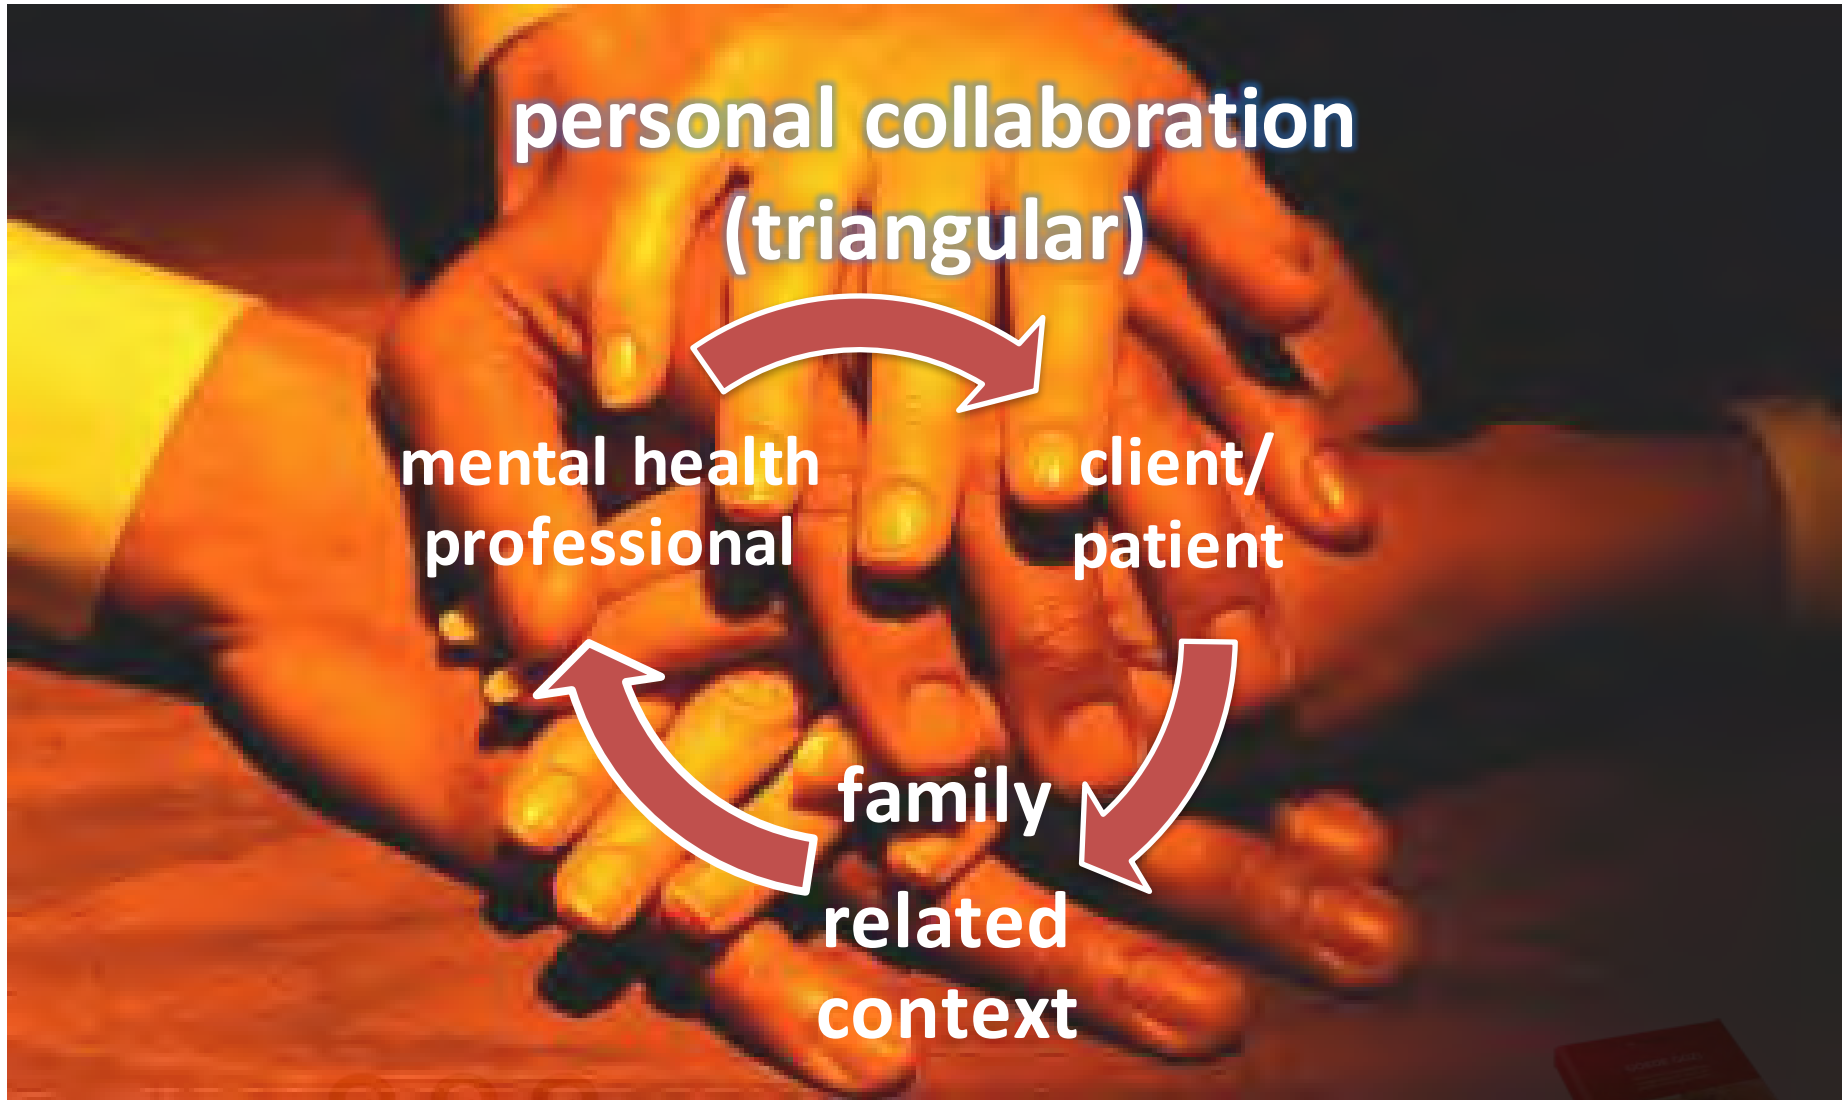 personal collaboration
(triangular)
mental health
professional
client/
patient
family
related
context